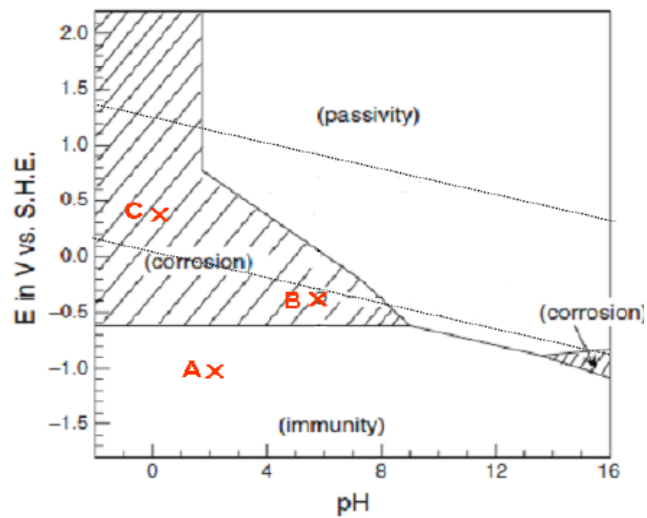 E in V vs. S.H.E.
2.0
1.5
1.0
0.5
0.0
−0.5
−1.0
−1.5
(passivity)
C ×
(corrosion)
B ×
(corrosion)
A ×
(immunity)
0 4 8 12 16
pH